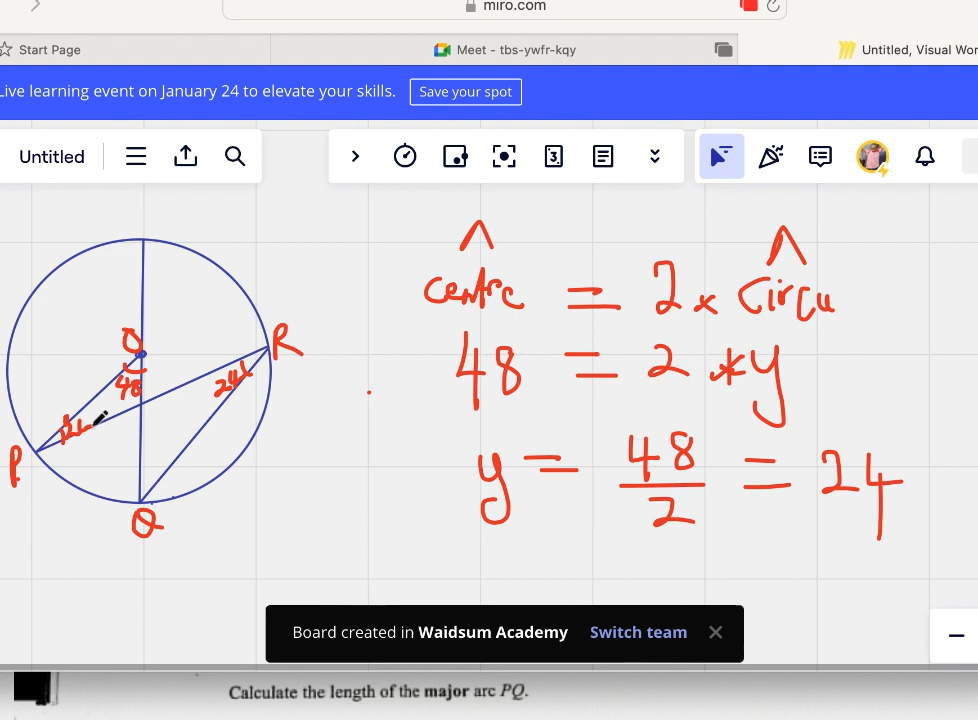 miro.com
Start Page
Meet - tbs-ywfr-kqy
Untitled, Visual Wor
Live learning event on January 24 to elevate your skills. Save your spot
Untitled
3
centre = 2 * circu
48 = 2 * y
y = 48/2 = 24
O
R
48
24
P
Q
Board created in Waidsum Academy Switch team
Calculate the length of the major arc PQ.